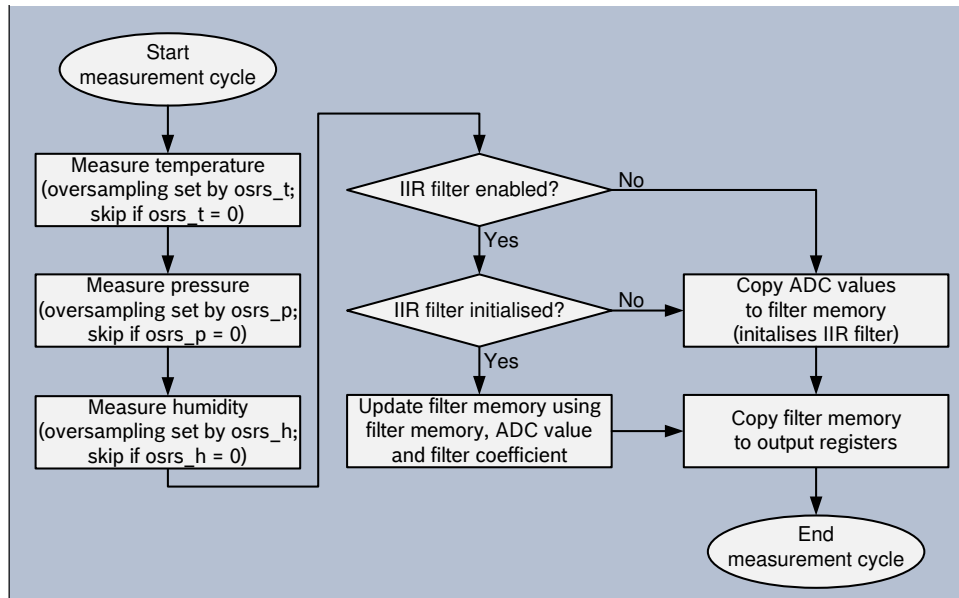 Start
measurement cycle
Measure temperature
(oversampling set by osrs_t;
skip if osrs_t = 0)
Measure pressure
(oversampling set by osrs_p;
skip if osrs_p = 0)
Measure humidity
(oversampling set by osrs_h;
skip if osrs_h = 0)
IIR filter enabled?
No
Yes
IIR filter initialised?
No
Yes
Update filter memory using
filter memory, ADC value
and filter coefficient
Copy ADC values
to filter memory
(initalises IIR filter)
Copy filter memory
to output registers
End
measurement cycle